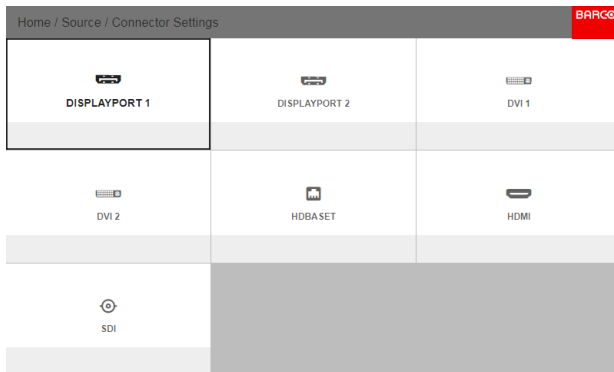 Home / Source / Connector Settings
BARCO
DISPLAYPORT 1
DISPLAYPORT 2
DVI 1
DVI 2
HDBASET
HDMI
SDI